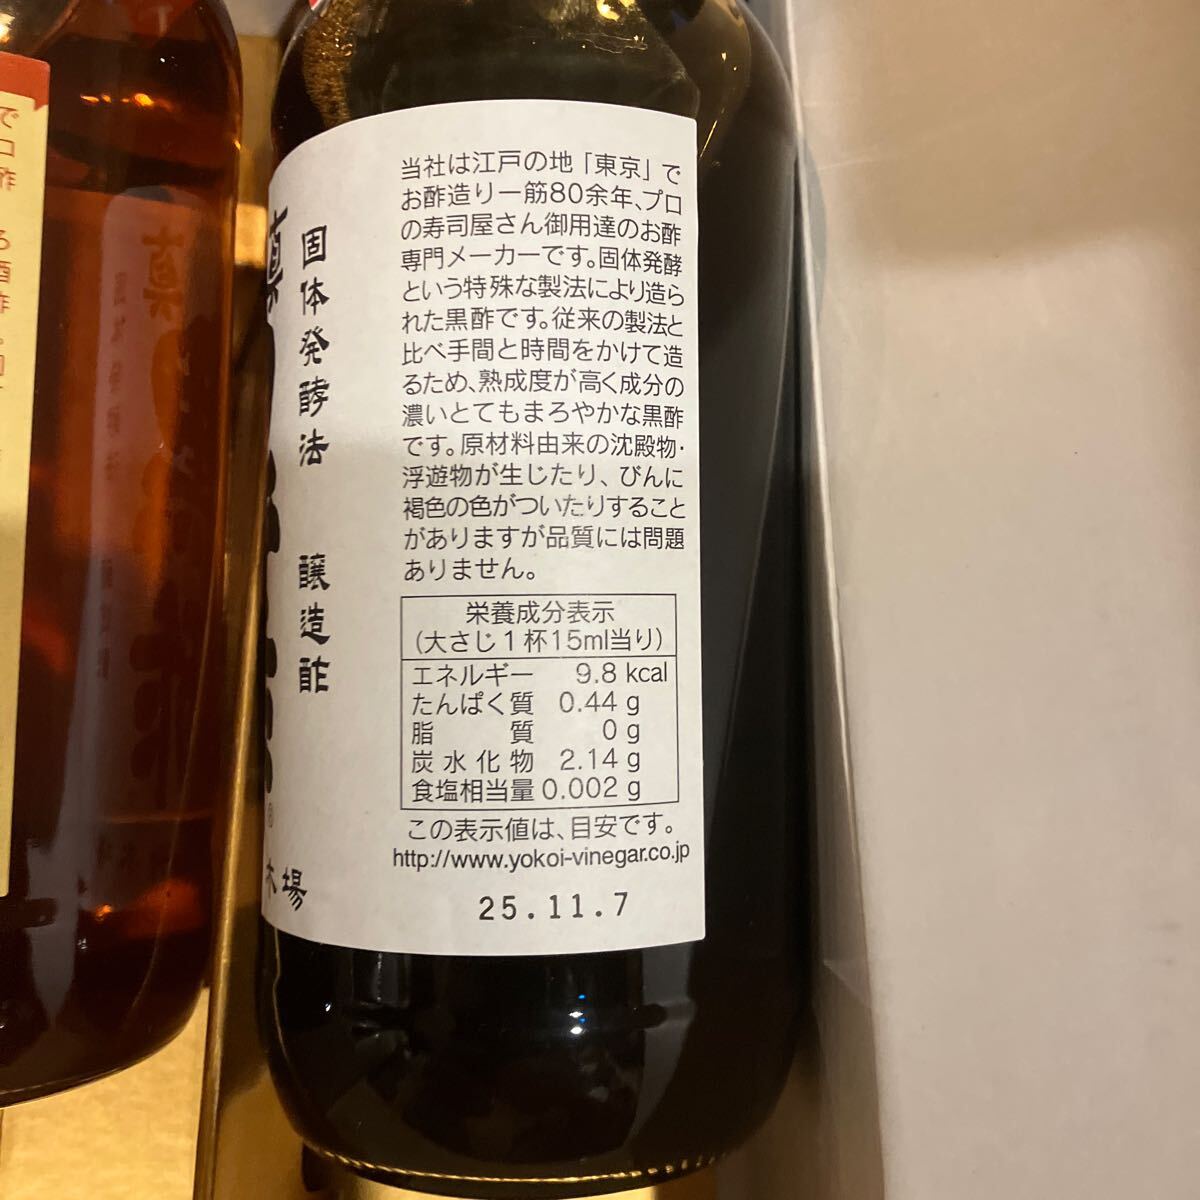 当社は江戸の地「東京」で
お酢造り一筋80余年、プロ
の寿司屋さん御用達のお酢
専門メーカーです。固体発酵
という特殊な製法により造ら
れた黒酢です。従来の製法と
比べ手間と時間をかけて造
るため、熟成度が高く成分の
濃いとてもまろやかな黒酢
です。原材料由来の沈殿物・
浮遊物が生じたり、びんに
褐色の色がついたりすること
がありますが品質には問題
ありません。
栄養成分表示
(大さじ1杯15ml当り)
エネルギー 9.8 kcal
たんぱく質 0.44 g
脂質 0 g
炭水化物 2.14 g
食塩相当量 0.002 g
この表示値は、目安です。
http://www.yokoi-vinegar.co.jp
25.11.7
固体発酵法 醸造酢
木場